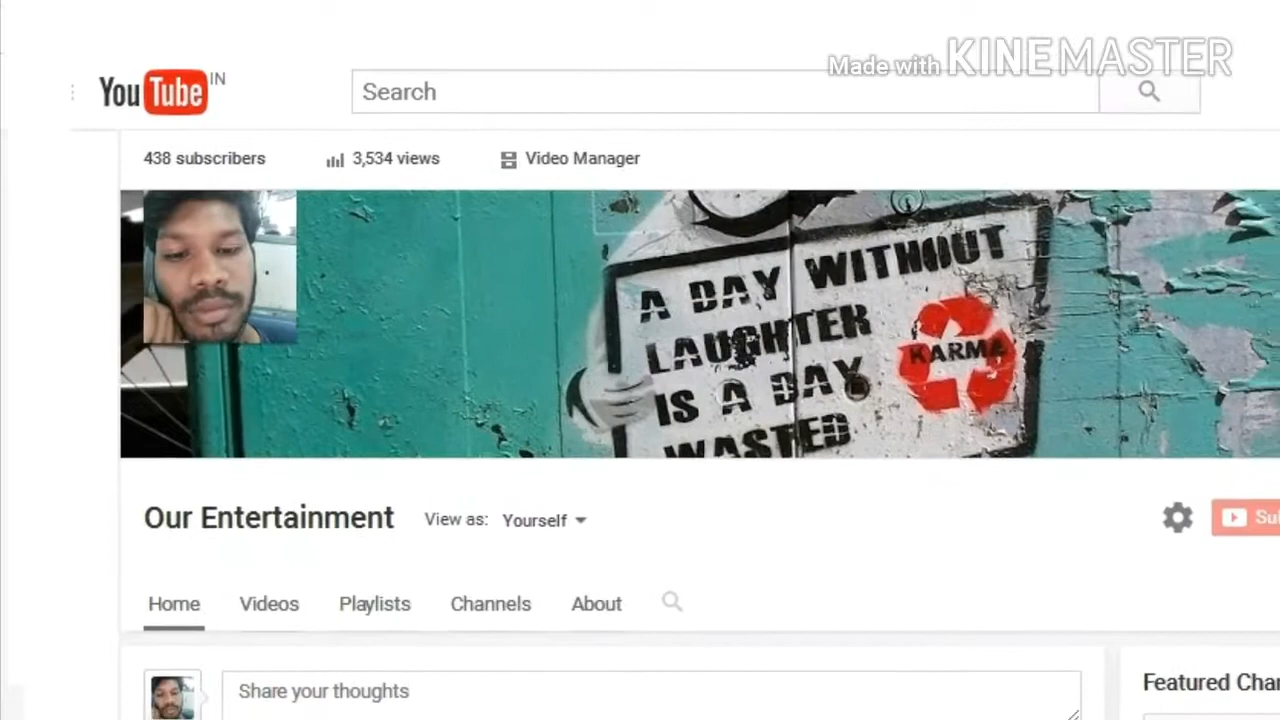 Made with KINEMASTER
YouTube IN
Search
438 subscribers 3,534 views Video Manager
A DAY WITHOUT
LAUGHTER
IS A DAY
WASTED
KARMA
Our Entertainment View as: Yourself
Home Videos Playlists Channels About
Share your thoughts
Featured